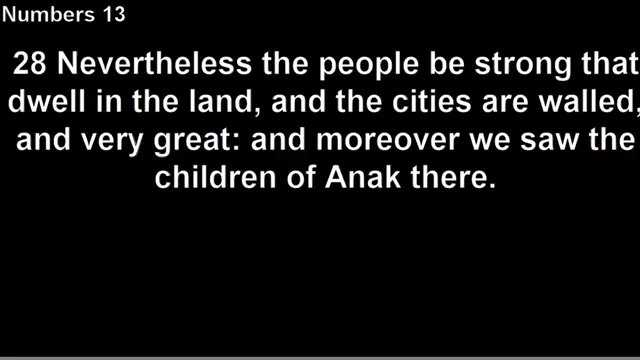 Numbers 13
28 Nevertheless the people be strong that
dwell in the land, and the cities are walled,
and very great: and moreover we saw the
children of Anak there.